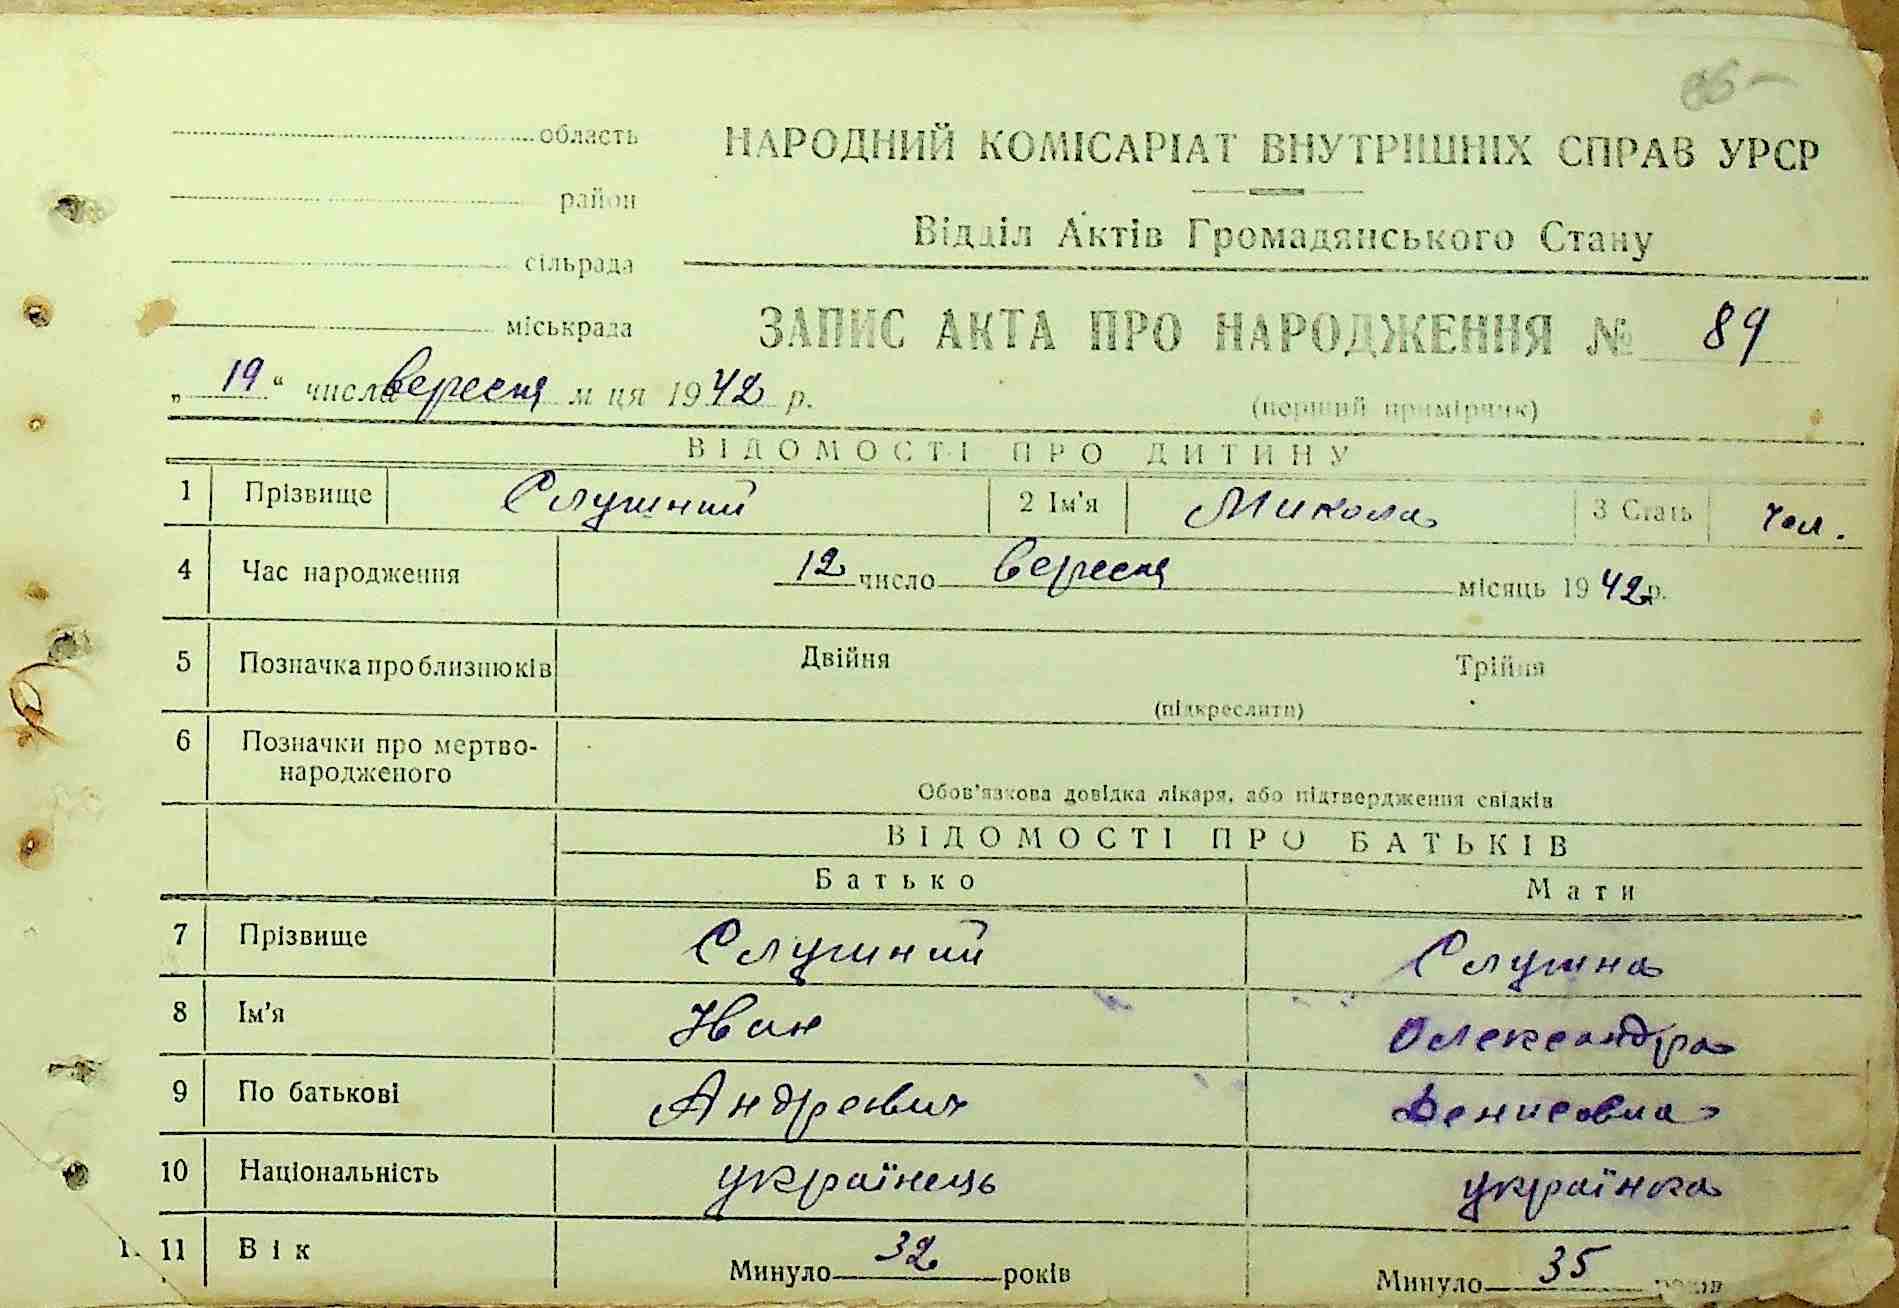 86-
область
район
сільрада
міськрада
НАРОДНИЙ КОМІСАРІАТ ВНУТРІШНІХ СПРАВ УРСР
Відділ Актів Громадянського Стану
ЗАПИС АКТА ПРО НАРОДЖЕННЯ № 89
„ 19 “ числа вересня м ця 1942 р.
(перший примірник)
ВІДОМОСТІ ПРО ДИТИНУ
1 Прізвище Слушний 2 Ім'я Микола 3 Стать чол.
4 Час народження 12 число вересня місяць 1942 р.
5 Позначка про близнюків Двійня Трійня
(підкреслити)
6 Позначки про мертво-
народженого
Обов'язкова довідка лікаря, або підтвердження свідків
ВІДОМОСТІ ПРО БАТЬКІВ
Батько Мати
7 Прізвище Слушний Слушна
8 Ім'я Иван Олександра
9 По батькові Андреєвич Денисовна
10 Національність українець українка
11 Вік Минуло 32 років Минуло 35 років